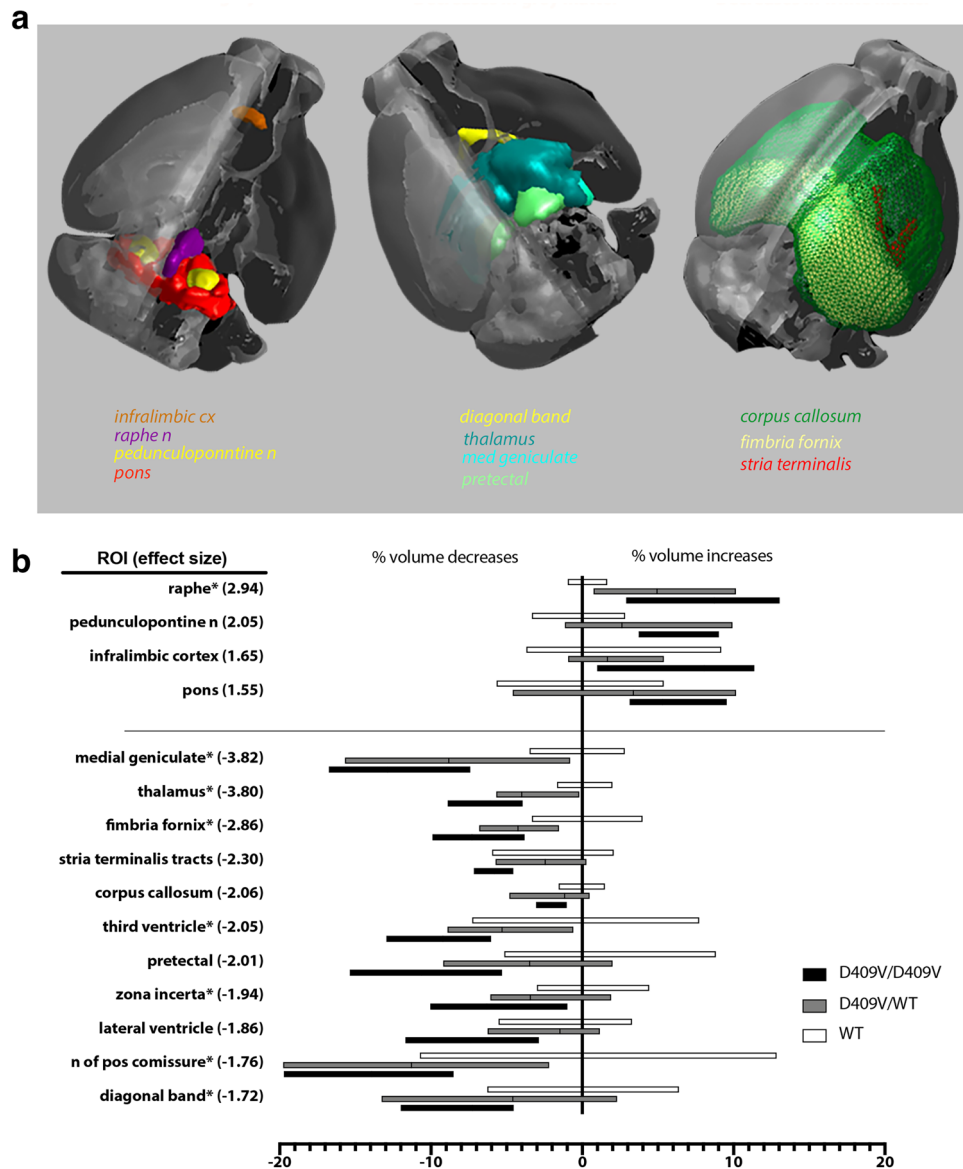 a
infralimbic cx
raphe n
pedunculoponntine n
pons
diagonal band
thalamus
med geniculate
pretectal
corpus callosum
fimbria fornix
stria terminalis
b
ROI (effect size)
% volume decreases
% volume increases
raphe* (2.94)
pedunculopontine n (2.05)
infralimbic cortex (1.65)
pons (1.55)
medial geniculate* (-3.82)
thalamus* (-3.80)
fimbria fornix* (-2.86)
stria terminalis tracts (-2.30)
corpus callosum (-2.06)
third ventricle* (-2.05)
pretectal (-2.01)
zona incerta* (-1.94)
lateral ventricle (-1.86)
n of pos comissure* (-1.76)
diagonal band* (-1.72)
D409V/D409V
D409V/WT
WT
-20 -10 0 10 20